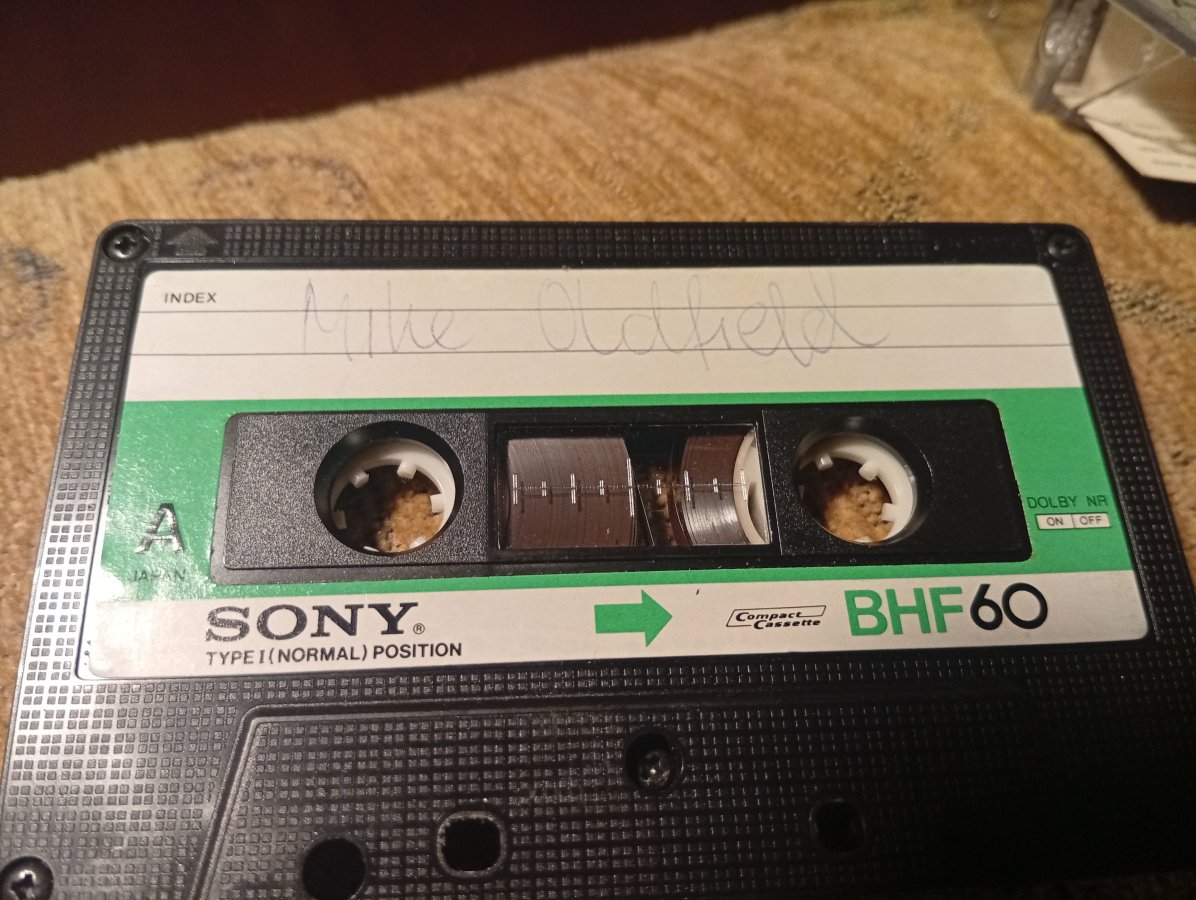 INDEX
Mike Oldfield
A
JAPAN
DOLBY NR
ON OFF
SONY®
TYPE I (NORMAL) POSITION
Compact Cassette
BHF60